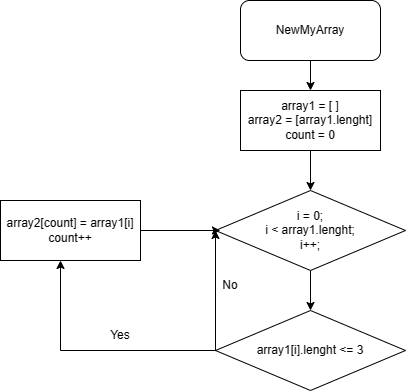 NewMyArray
array1 = [ ]
array2 = [array1.lenght]
count = 0
i = 0;
i < array1.lenght;
i++;
array2[count] = array1[i]
count++
No
Yes
array1[i].lenght <= 3